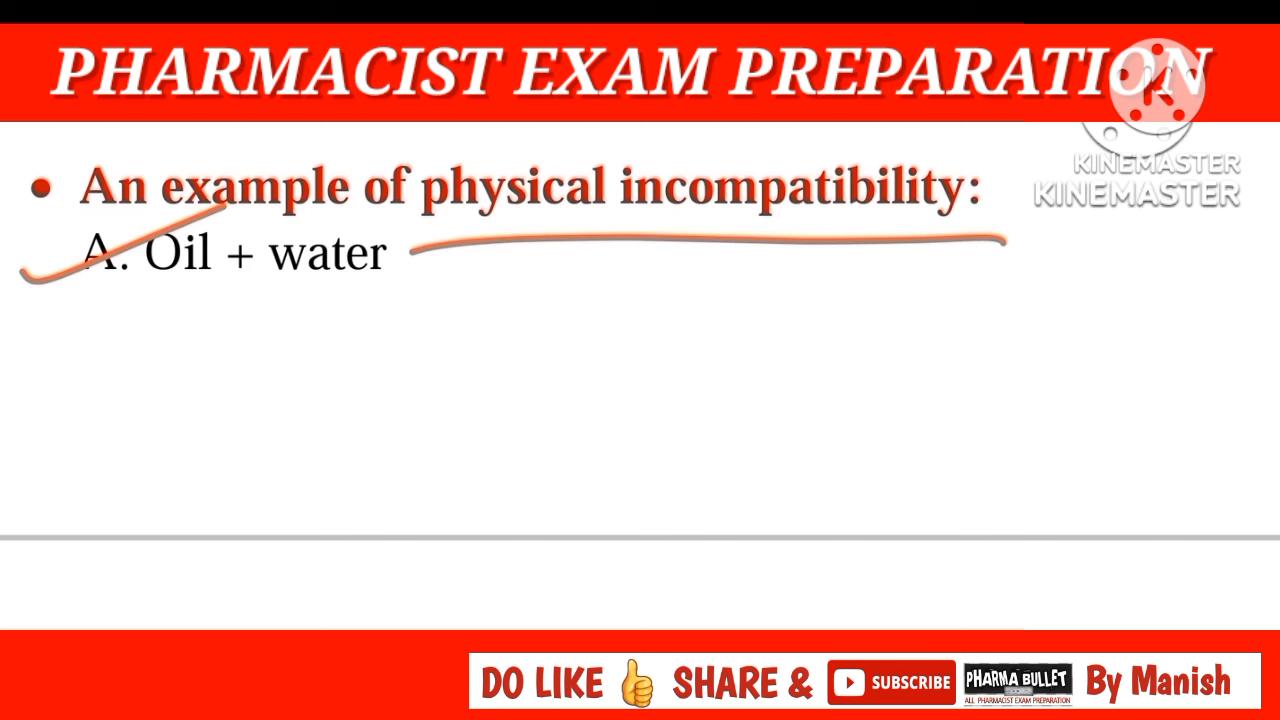 PHARMACIST EXAM PREPARATION
KINEMASTER
KINEMASTER
• An example of physical incompatibility:
A. Oil + water
DO LIKE 👍 SHARE & SUBSCRIBE PHARMA BULLET By Manish
ALL PHARMACIST EXAM PREPARATION